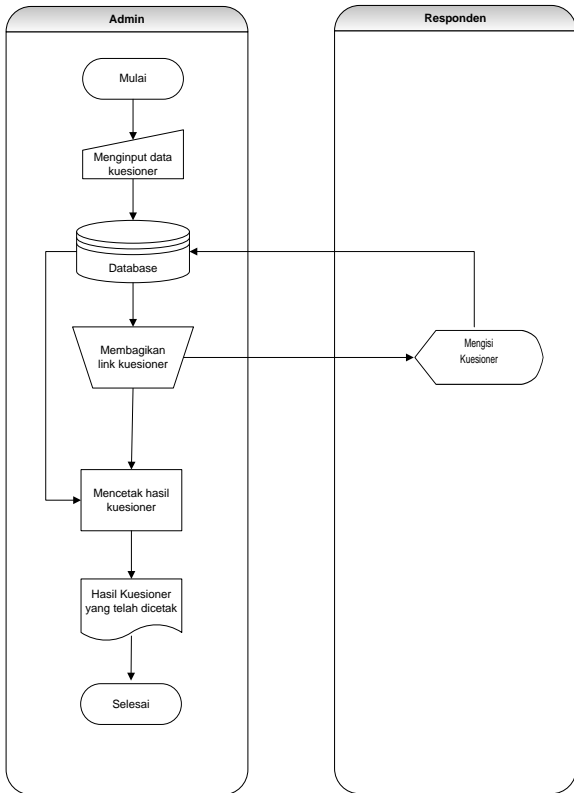 Admin
Responden
Mulai
Menginput data
kuesioner
Database
Membagikan
link kuesioner
Mengisi
Kuesioner
Mencetak hasil
kuesioner
Hasil Kuesioner
yang telah dicetak
Selesai